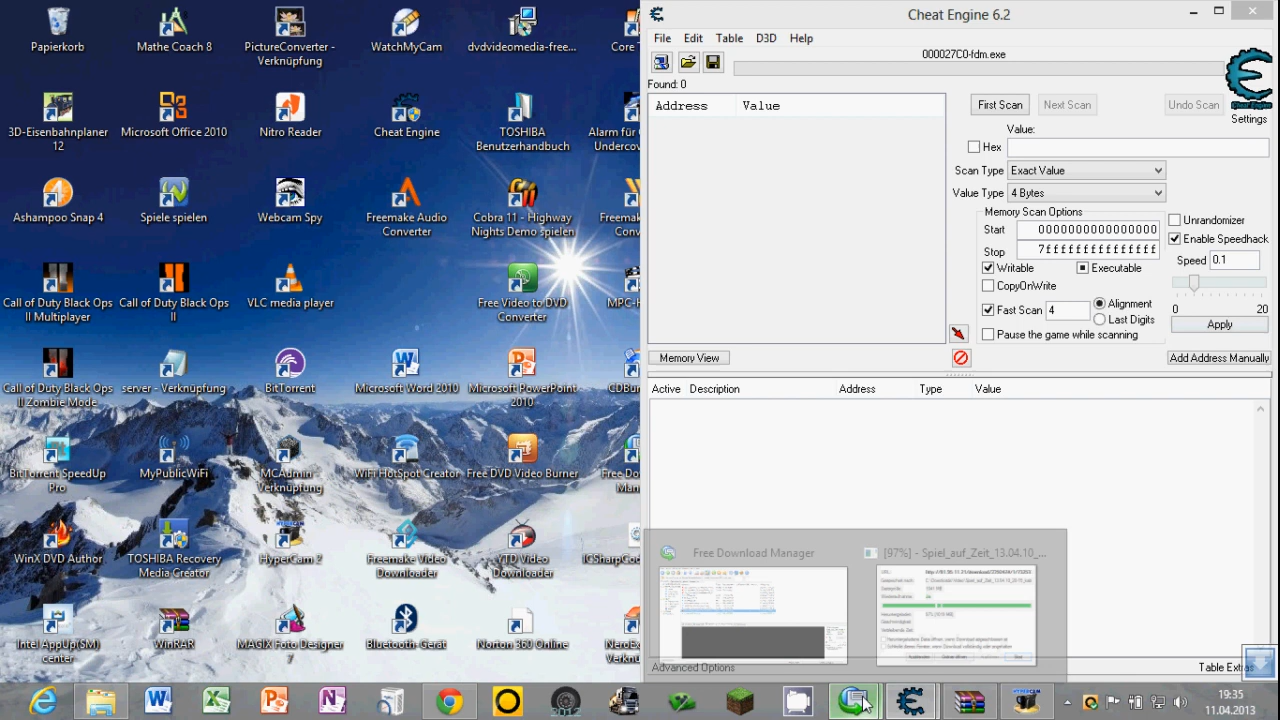 Papierkorb
Mathe Coach 8
PictureConverter -
Verknüpfung
WatchMyCam
dvdvideomedia-free...
Core
3D-Eisenbahnplaner
12
Microsoft Office 2010
Nitro Reader
Cheat Engine
TOSHIBA
Benutzerhandbuch
Alarm für
Undercov
Ashampoo Snap 4
Spiele spielen
Webcam Spy
Freemake Audio
Converter
Cobra 11 - Highway
Nights Demo spielen
Freema
Conv
Call of Duty Black Ops
II Multiplayer
Call of Duty Black Ops
II
VLC media player
Free Video to DVD
Converter
MPC-H
Call of Duty Black Ops
II Zombie Mode
server - Verknüpfung
BitTorrent
Microsoft Word 2010
Microsoft PowerPoint
2010
CDBur
BitTorrent SpeedUp
Pro
MyPublicWiFi
MCAdmin -
Verknüpfung
WiFi HotSpot Creator
Free DVD Video Burner
Free Dow
Man
WinX DVD Author
TOSHIBA Recovery
Media Creator
HyperCam 2
Freemake Video
Downloader
VTD Video
Downloader
ICSharpCod
Intel AppUp(SM)
center
WinRAR
MAGIX Foto Designer
7
Bluetooth-Gerät
Norton 360 Online
NeroEx
Verknü
Cheat Engine 6.2
File Edit Table D3D Help
000027C0-fdm.exe
Found: 0
Address Value
First Scan Next Scan Undo Scan
Cheat Engine
Settings
Value:
Hex
Scan Type Exact Value
Value Type 4 Bytes
Memory Scan Options
Start 0000000000000000
Stop 7fffffffffffffff
Writable Executable
CopyOnWrite
Fast Scan 4 Alignment
Last Digits
Pause the game while scanning
Unrandomizer
Enable Speedhack
Speed 0.1
0 20
Apply
Memory View Add Address Manually
Active Description Address Type Value
Free Download Manager
[97%] - Spiel_auf_Zeit_13.04.10_...
Advanced Options Table Extras
2012
19:35
11.04.2013